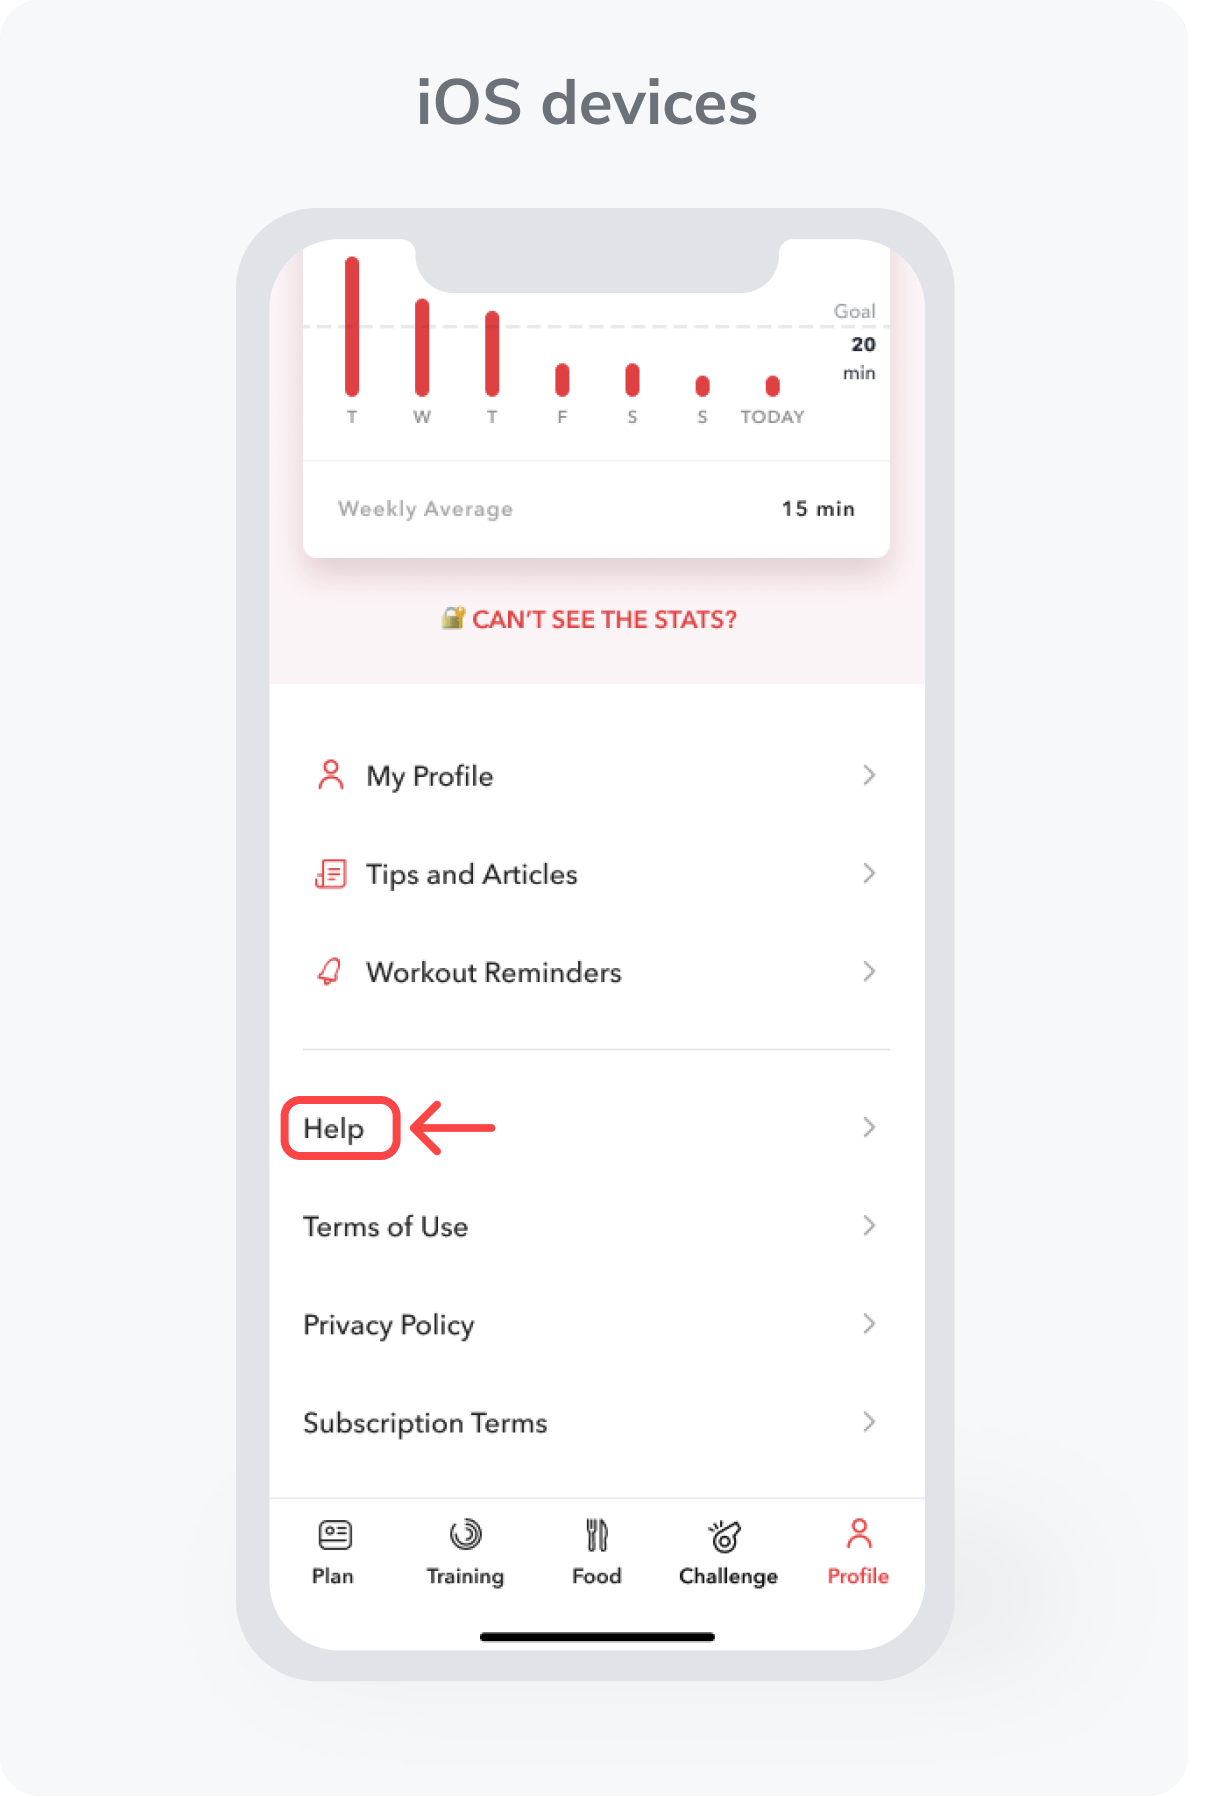 iOS devices
Goal
20
min
T W T F S S TODAY
Weekly Average 15 min
🔐 CAN'T SEE THE STATS?
My Profile
Tips and Articles
Workout Reminders
Help
Terms of Use
Privacy Policy
Subscription Terms
Plan Training Food Challenge Profile